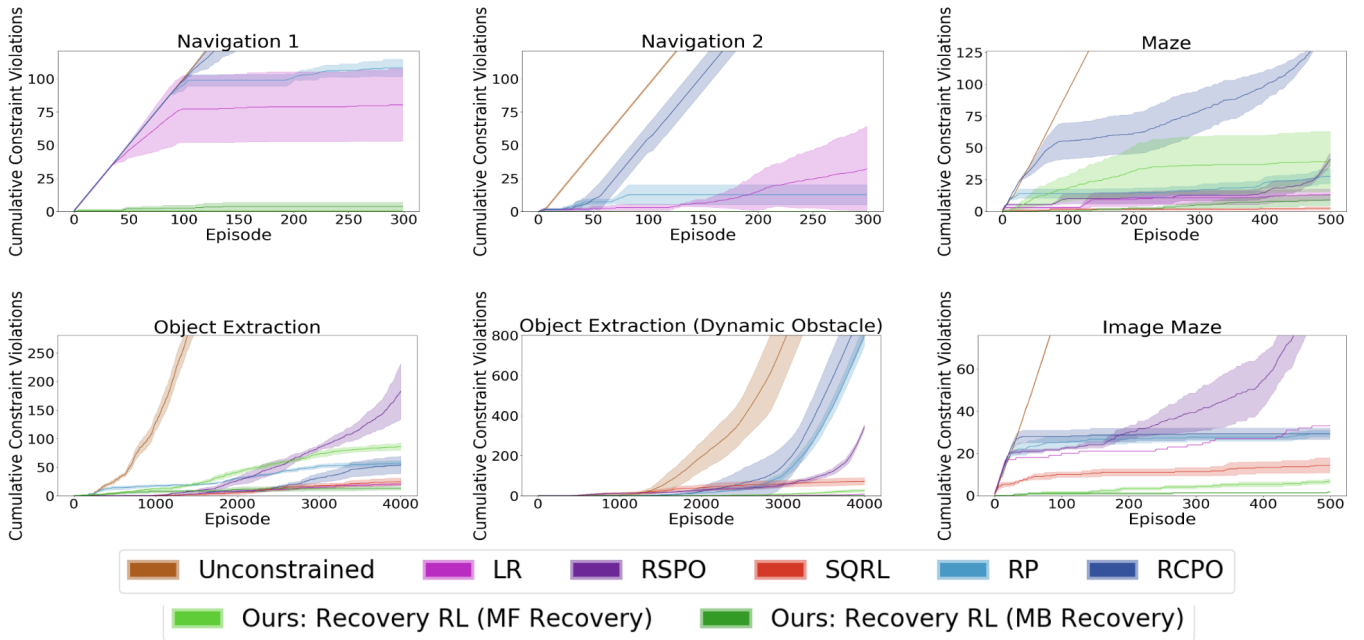 Navigation 1
Cumulative Constraint Violations
100
75
50
25
0
0 50 100 150 200 250 300
Episode
Navigation 2
Cumulative Constraint Violations
100
75
50
25
0
0 50 100 150 200 250 300
Episode
Maze
Cumulative Constraint Violations
125
100
75
50
25
0
0 100 200 300 400 500
Episode
Object Extraction
Cumulative Constraint Violations
250
200
150
100
50
0
0 1000 2000 3000 4000
Episode
Object Extraction (Dynamic Obstacle)
Cumulative Constraint Violations
800
600
400
200
0
0 1000 2000 3000 4000
Episode
Image Maze
Cumulative Constraint Violations
60
40
20
0
0 100 200 300 400 500
Episode
Unconstrained LR RSPO SQRL RP RCPO
Ours: Recovery RL (MF Recovery) Ours: Recovery RL (MB Recovery)